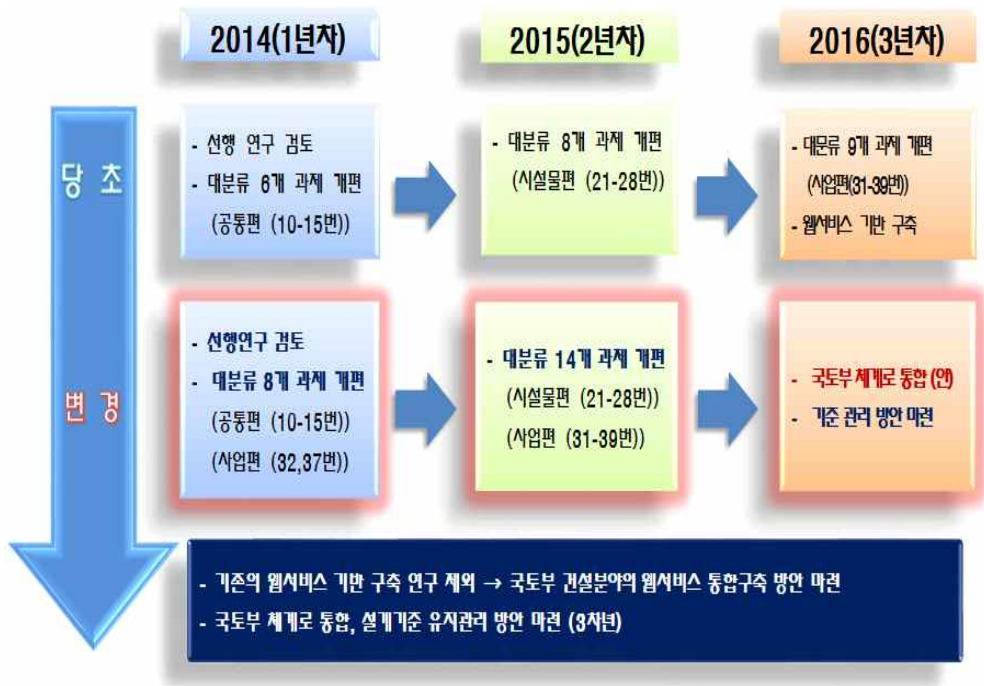 2014(1년차)
2015(2년차)
2016(3년차)
당 초
- 선행 연구 검토
- 대분류 6개 과제 개편
(공통편 (10-15번))
- 대분류 8개 과제 개편
(시설물편 (21-28번))
- 대문류 9개 과제 개편
(사업편(31-39번))
- 웹서비스 기반 구축
변 경
- 선행연구 검토
- 대분류 8개 과제 개편
(공통편 (10-15번))
(사업편 (32,37번))
- 대분류 14개 과제 개편
(시설물편 (21-28번))
(사업편 (31-39번))
- 국토부 체계로 통합 (안)
- 기준 관리 방안 마련
- 기존의 웹서비스 기반 구축 연구 제외 → 국토부 건설분야의 웹서비스 통합구축 방안 마련
- 국토부 체계로 통합, 설계기준 유지관리 방안 마련 (3차년)